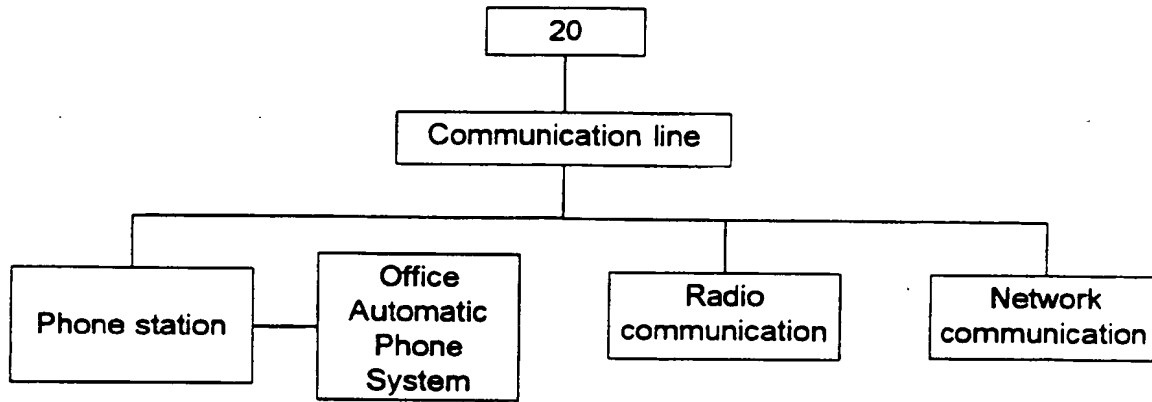 20
Communication line
Phone station
Office
Automatic
Phone
System
Radio
communication
Network
communication